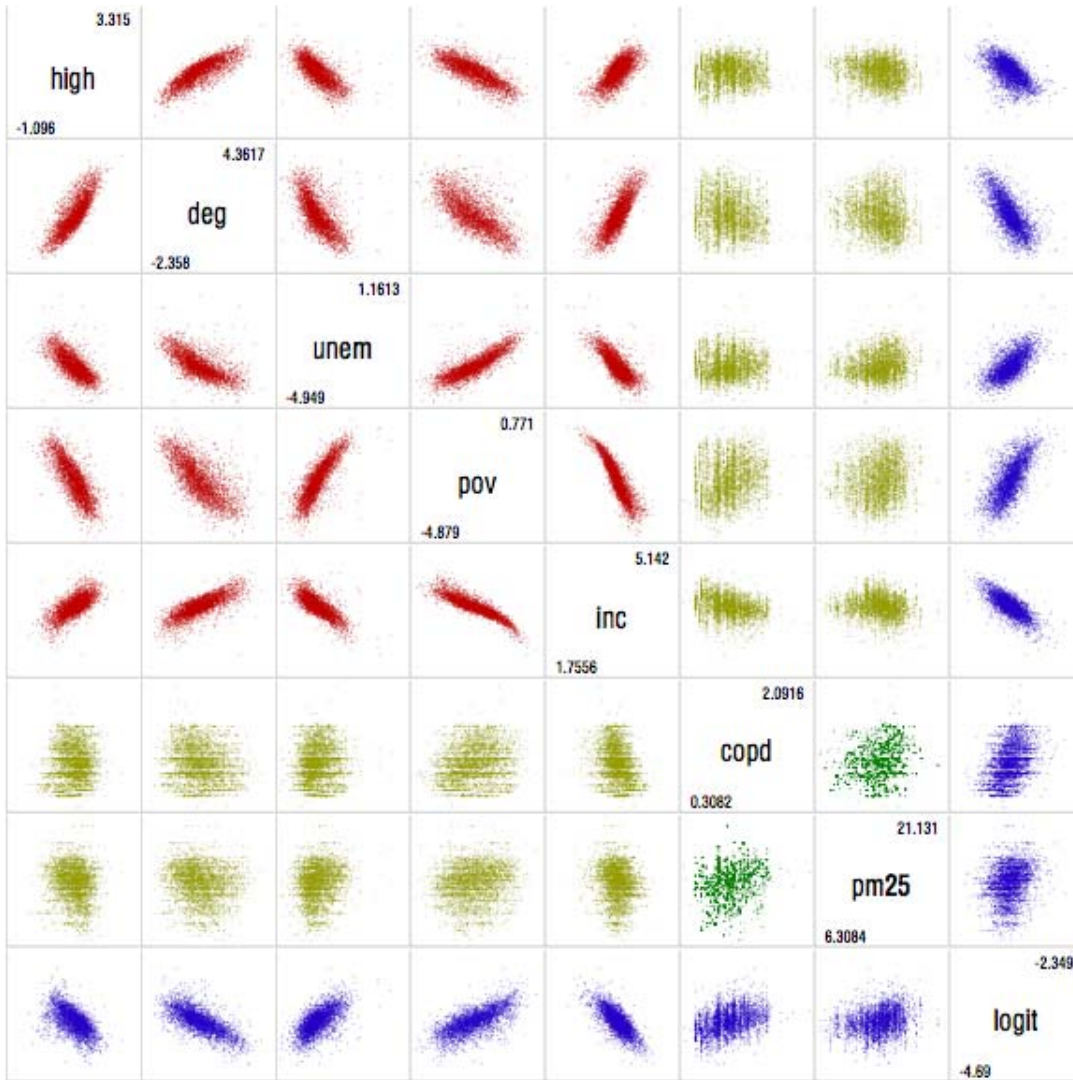 3.315
high
-1.096
4.3617
deg
-2.358
1.1613
unem
-4.949
0.771
pov
-4.879
5.142
inc
1.7556
2.0916
copd
0.3082
21.131
pm25
6.3084
-2.349
logit
-4.69